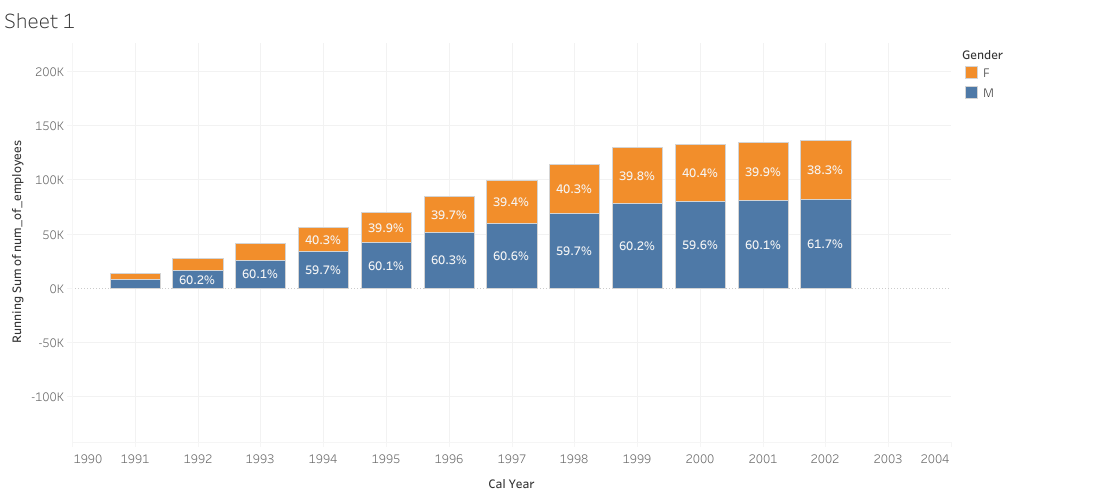 Sheet 1
Gender
F
M
Running Sum of num_of_employees
200K
150K
100K
50K
0K
-50K
-100K
40.3%
39.9%
39.7%
39.4%
40.3%
39.8%
40.4%
39.9%
38.3%
60.2%
60.1%
59.7%
60.1%
60.3%
60.6%
59.7%
60.2%
59.6%
60.1%
61.7%
1990 1991 1992 1993 1994 1995 1996 1997 1998 1999 2000 2001 2002 2003 2004
Cal Year